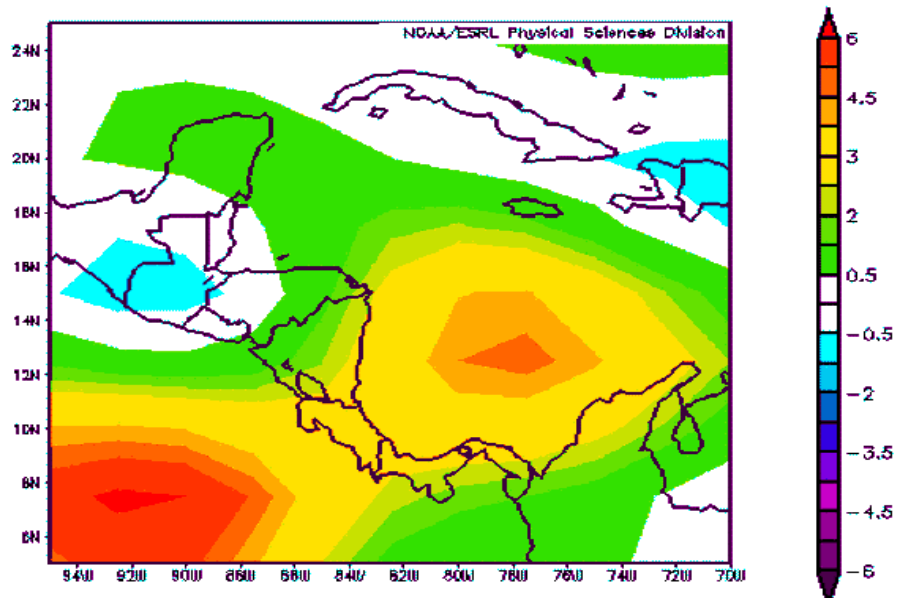 NOAA/ESRL Physical Sciences Division
24N
22N
20N
18N
16N
14N
12N
10N
8N
6N
94W 92W 90W 88W 86W 84W 82W 80W 78W 76W 74W 72W 70W
6
4.5
3
2
0.5
-0.5
-2
-3.5
-4.5
-6